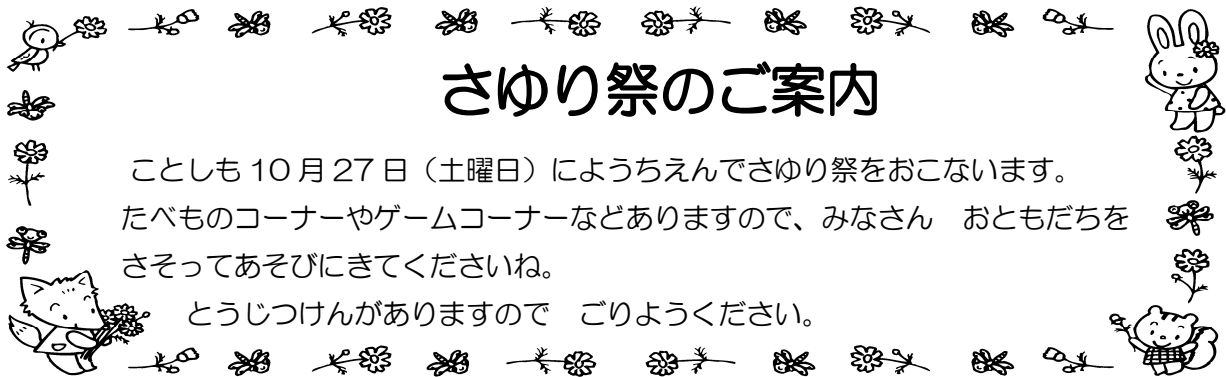 さゆり祭のご案内
ことしも10月27日（土曜日）にようちえんでさゆり祭をおこないます。
たべものコーナーやゲームコーナーなどありますので、みなさん　おともだちを
さそってあそびにきてくださいね。
とうじつけんがありますので　ごりようください。